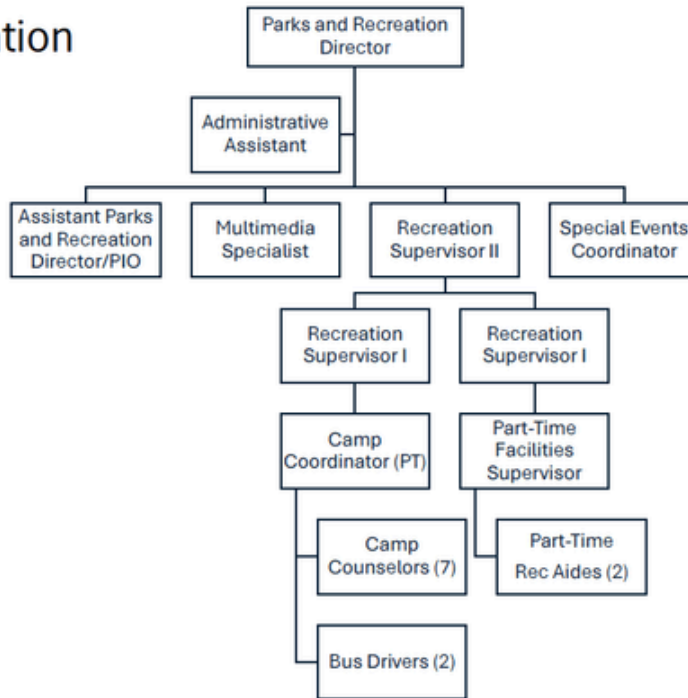 ation
Parks and Recreation
Director
Administrative
Assistant
Assistant Parks
and Recreation
Director/PIO
Multimedia
Specialist
Recreation
Supervisor II
Special Events
Coordinator
Recreation
Supervisor I
Recreation
Supervisor I
Camp
Coordinator (PT)
Part-Time
Facilities
Supervisor
Camp
Counselors (7)
Part-Time
Rec Aides (2)
Bus Drivers (2)